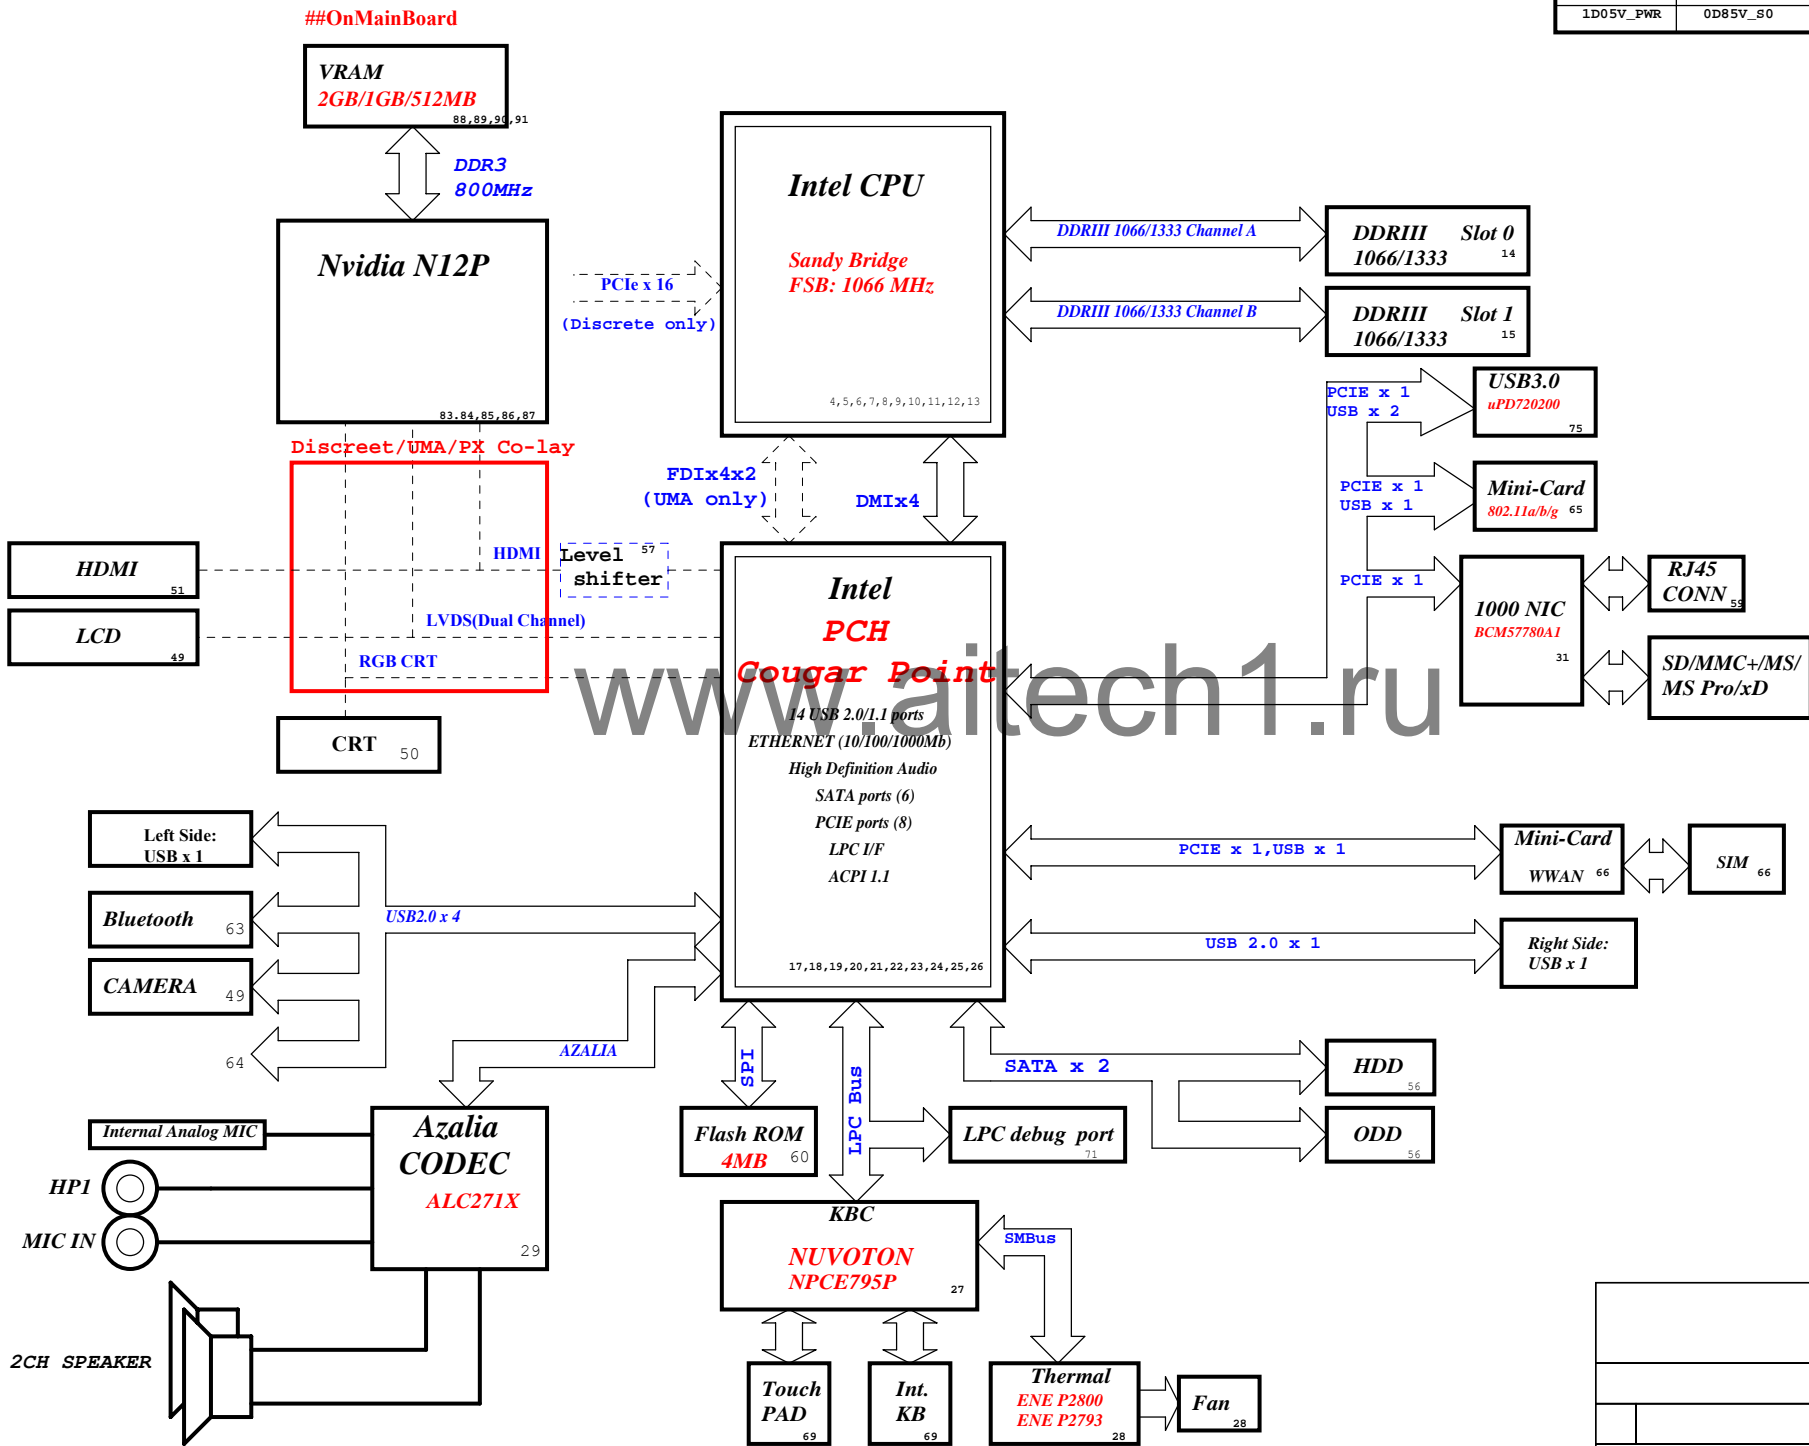 ##OnMainBoard
1D05V_PWR 0D85V_S0
VRAM
2GB/1GB/512MB
88,89,90,91
DDR3
800MHz
Nvidia N12P
83.84,85,86,87
PCIe x 16
(Discrete only)
Intel CPU
Sandy Bridge
FSB: 1066 MHz
4,5,6,7,8,9,10,11,12,13
DDRIII 1066/1333 Channel A
DDRIII Slot 0
1066/1333 14
DDRIII 1066/1333 Channel B
DDRIII Slot 1
1066/1333 15
PCIE x 1
USB x 2
USB3.0
uPD720200
75
PCIE x 1
USB x 1
Mini-Card
802.11a/b/g 65
PCIE x 1
1000 NIC
BCM57780A1
31
RJ45
CONN 59
SD/MMC+/MS/
MS Pro/xD
Discreet/UMA/PX Co-lay
FDIx4x2
(UMA only)
DMIx4
HDMI
51
LCD
49
HDMI
Level 57
shifter
LVDS(Dual Channel)
RGB CRT
CRT 50
Intel
PCH
Cougar Point
14 USB 2.0/1.1 ports
ETHERNET (10/100/1000Mb)
High Definition Audio
SATA ports (6)
PCIE ports (8)
LPC I/F
ACPI 1.1
17,18,19,20,21,22,23,24,25,26
www.aitech1.ru
Left Side:
USB x 1
Bluetooth 63
CAMERA 49
64
USB2.0 x 4
AZALIA
PCIE x 1,USB x 1
Mini-Card
WWAN 66
SIM 66
USB 2.0 x 1
Right Side:
USB x 1
SATA x 2
HDD
56
ODD
56
SPI
Flash ROM
4MB 60
LPC Bus
LPC debug port
71
Internal Analog MIC
HP1
MIC IN
2CH SPEAKER
Azalia
CODEC
ALC271X
29
KBC
NUVOTON
NPCE795P
27
SMBus
Touch
PAD
69
Int.
KB
69
Thermal
ENE P2800
ENE P2793
28
Fan
28